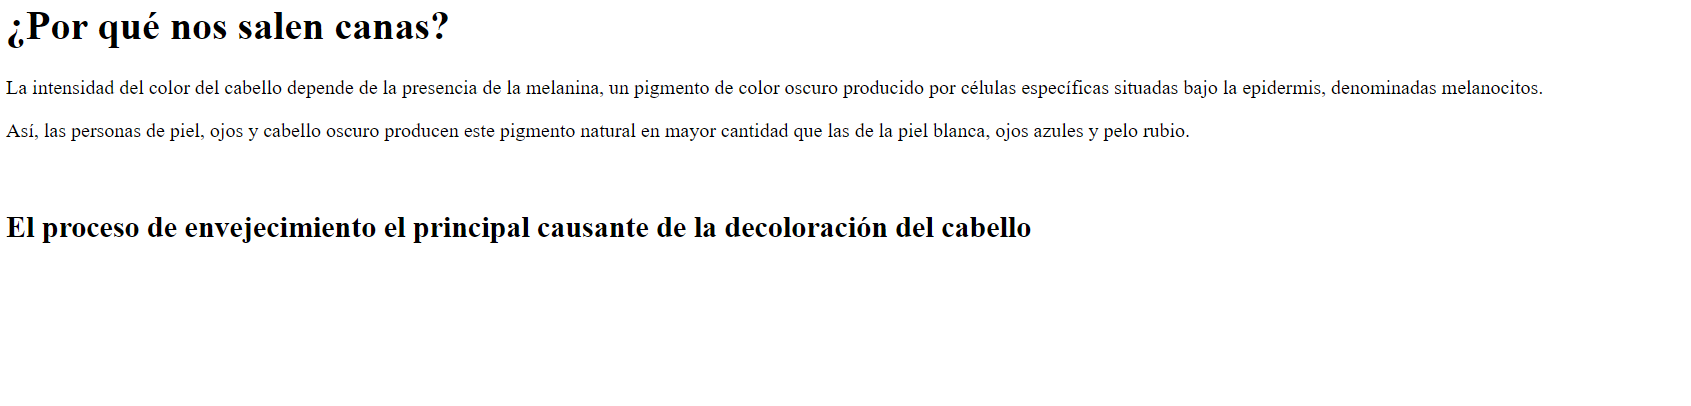 ¿Por qué nos salen canas?
La intensidad del color del cabello depende de la presencia de la melanina, un pigmento de color oscuro producido por células específicas situadas bajo la epidermis, denominadas melanocitos.
Así, las personas de piel, ojos y cabello oscuro producen este pigmento natural en mayor cantidad que las de la piel blanca, ojos azules y pelo rubio.
El proceso de envejecimiento el principal causante de la decoloración del cabello